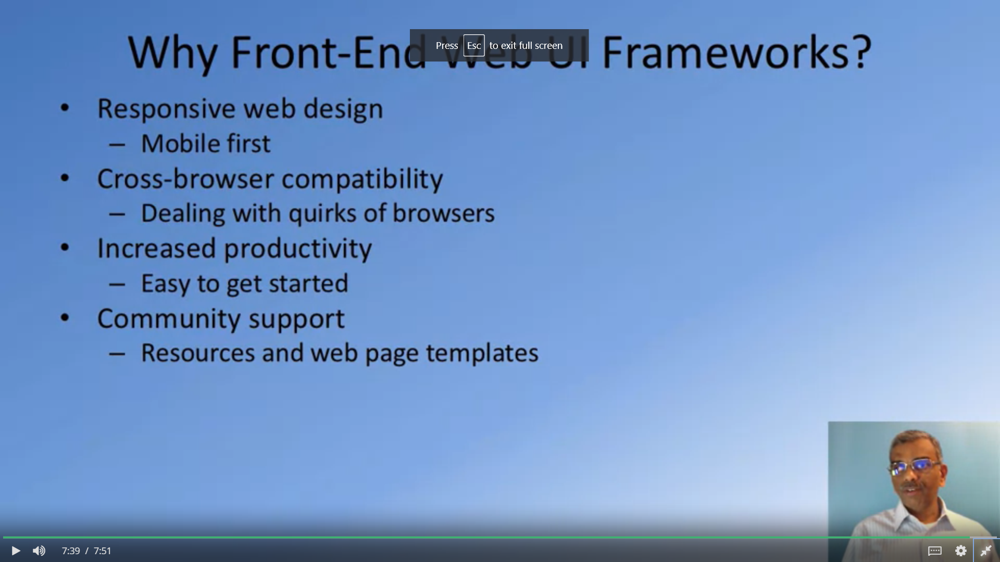 Why Front-End Web UI Frameworks?
Press Esc to exit full screen
• Responsive web design
– Mobile first
• Cross-browser compatibility
– Dealing with quirks of browsers
• Increased productivity
– Easy to get started
• Community support
– Resources and web page templates
7:39 / 7:51